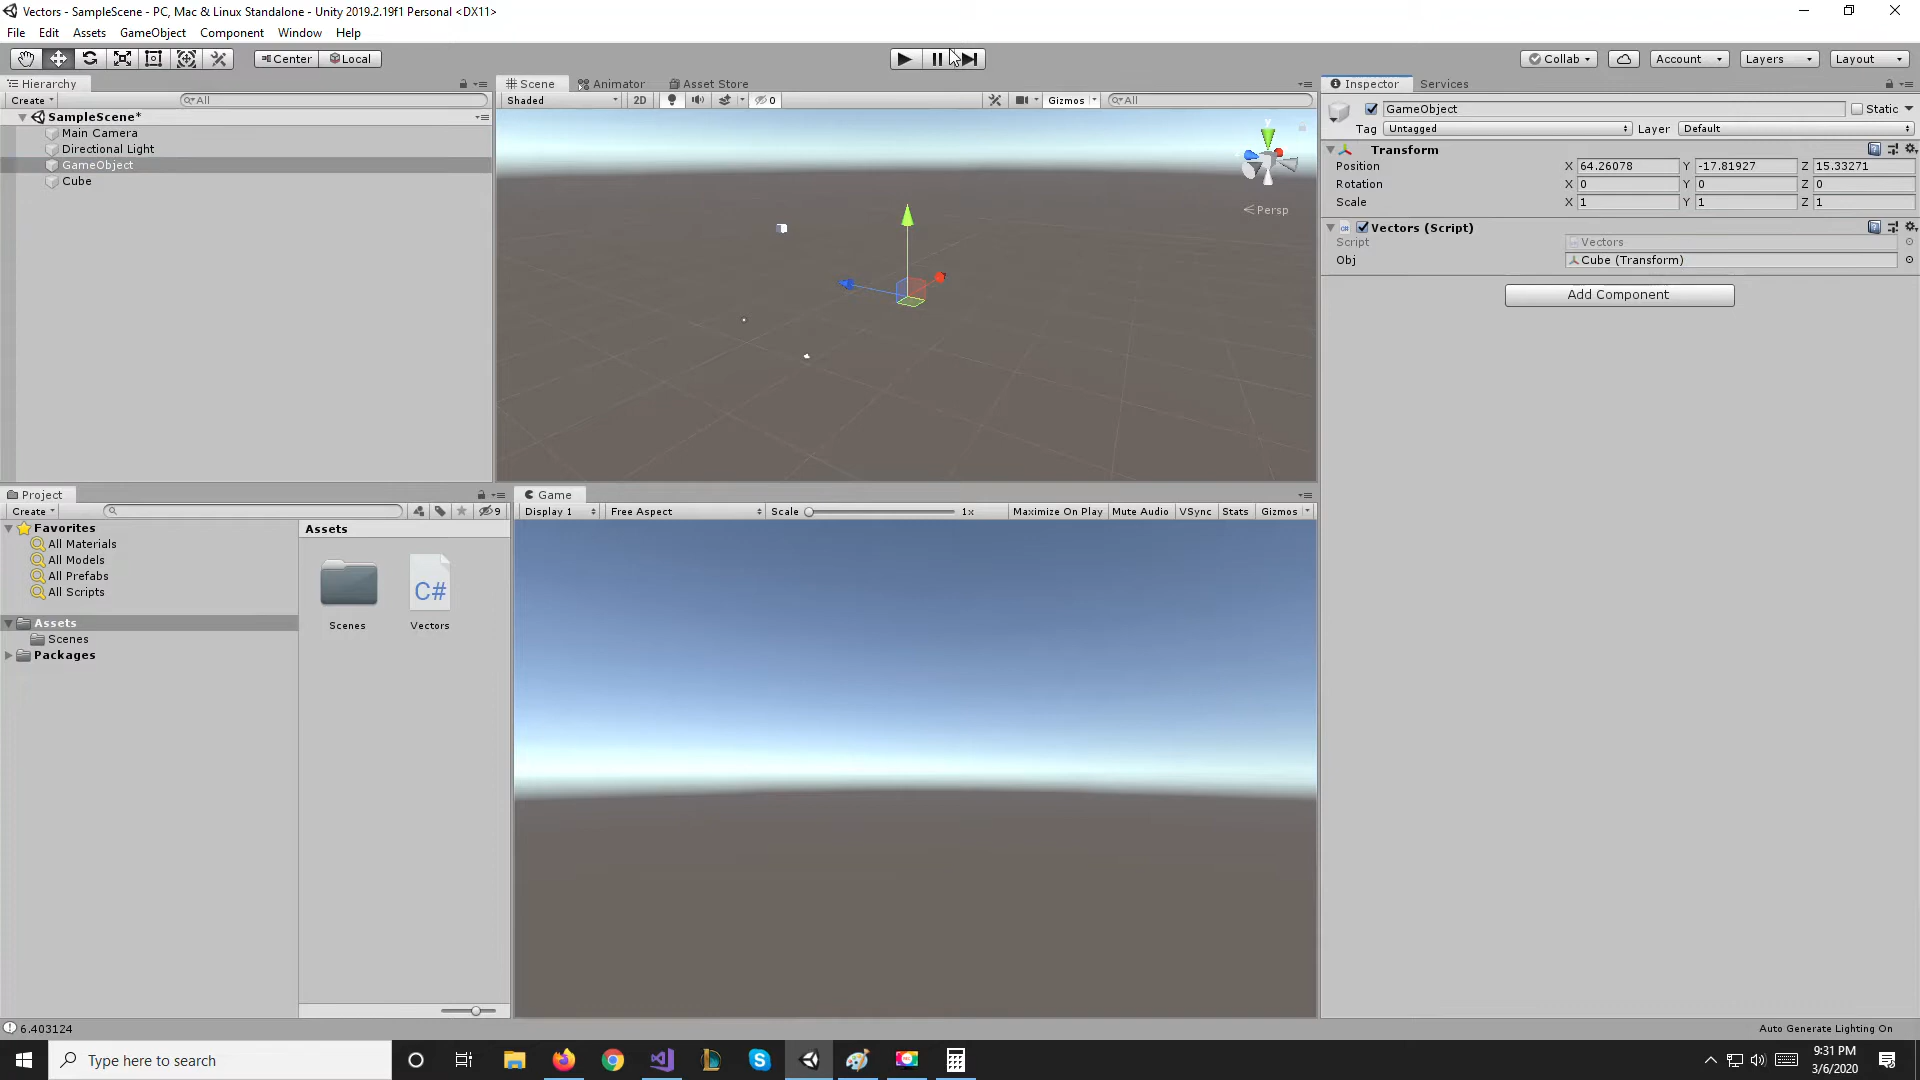 Vectors - SampleScene - PC, Mac & Linux Standalone - Unity 2019.2.19f1 Personal <DX11>
File Edit Assets GameObject Component Window Help
Center Local Collab Account Layers Layout
Hierarchy
Create All
SampleScene*
Main Camera
Directional Light
GameObject
Cube
Scene Animator Asset Store
Shaded 2D 0 Gizmos All
y
Persp
Inspector Services
GameObject Static
Tag Untagged Layer Default
Transform
Position X 64.26078 Y -17.81927 Z 15.33271
Rotation X 0 Y 0 Z 0
Scale X 1 Y 1 Z 1
Vectors (Script)
Script Vectors
Obj Cube (Transform)
Add Component
Project
Create 9
Favorites
All Materials
All Models
All Prefabs
All Scripts
Assets
Scenes
Packages
Assets
C#
Scenes Vectors
Game
Display 1 Free Aspect Scale 1x Maximize On Play Mute Audio VSync Stats Gizmos
6.403124
Auto Generate Lighting On
Type here to search
9:31 PM
3/6/2020